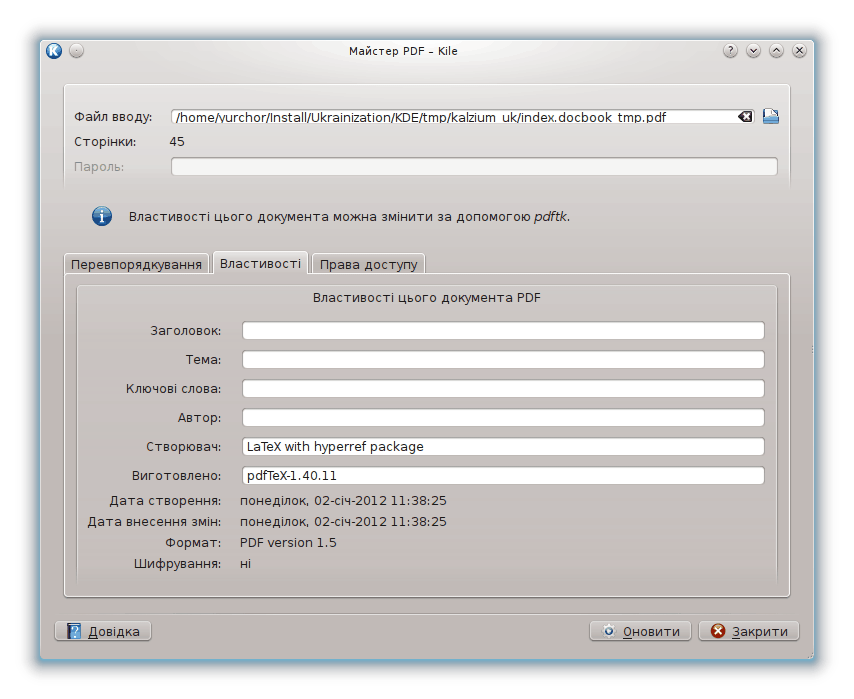 Майстер PDF – Kile
Файл вводу: /home/yurchor/Install/Ukrainization/KDE/tmp/kalzium_uk/index.docbook_tmp.pdf
Сторінки: 45
Пароль:
Властивості цього документа можна змінити за допомогою pdftk.
Перевпорядкування Властивості Права доступу
Властивості цього документа PDF
Заголовок:
Тема:
Ключові слова:
Автор:
Створювач: LaTeX with hyperref package
Виготовлено: pdfTeX-1.40.11
Дата створення: понеділок, 02-січ-2012 11:38:25
Дата внесення змін: понеділок, 02-січ-2012 11:38:25
Формат: PDF version 1.5
Шифрування: ні
Довідка Оновити Закрити